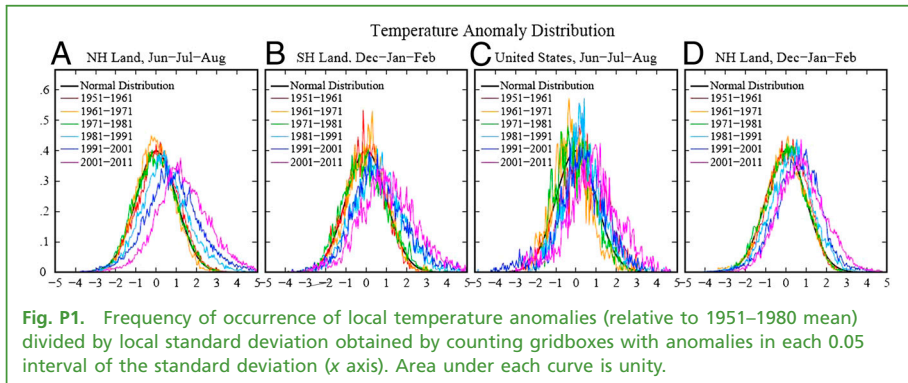 Temperature Anomaly Distribution
A NH Land, Jun-Jul-Aug
B SH Land. Dec-Jan-Feb
C United States, Jun-Jul-Aug
D NH Land, Dec-Jan-Feb
.6
.5
.4
.3
.2
.1
0
Normal Distribution
1951-1961
1961-1971
1971-1981
1981-1991
1991-2001
2001-2011
Normal Distribution
1951-1961
1961-1971
1971-1981
1981-1991
1991-2001
2001-2011
Normal Distribution
1951-1961
1961-1971
1971-1981
1981-1991
1991-2001
2001-2011
Normal Distribution
1951-1961
1961-1971
1971-1981
1981-1991
1991-2001
2001-2011
−5 −4 −3 −2 −1 0 1 2 3 4 5
−4 −3 −2 −1 0 1 2 3 4 5
−4 −3 −2 −1 0 1 2 3 4 5
−4 −3 −2 −1 0 1 2 3 4 5
Fig. P1. Frequency of occurrence of local temperature anomalies (relative to 1951–1980 mean)
divided by local standard deviation obtained by counting gridboxes with anomalies in each 0.05
interval of the standard deviation (x axis). Area under each curve is unity.